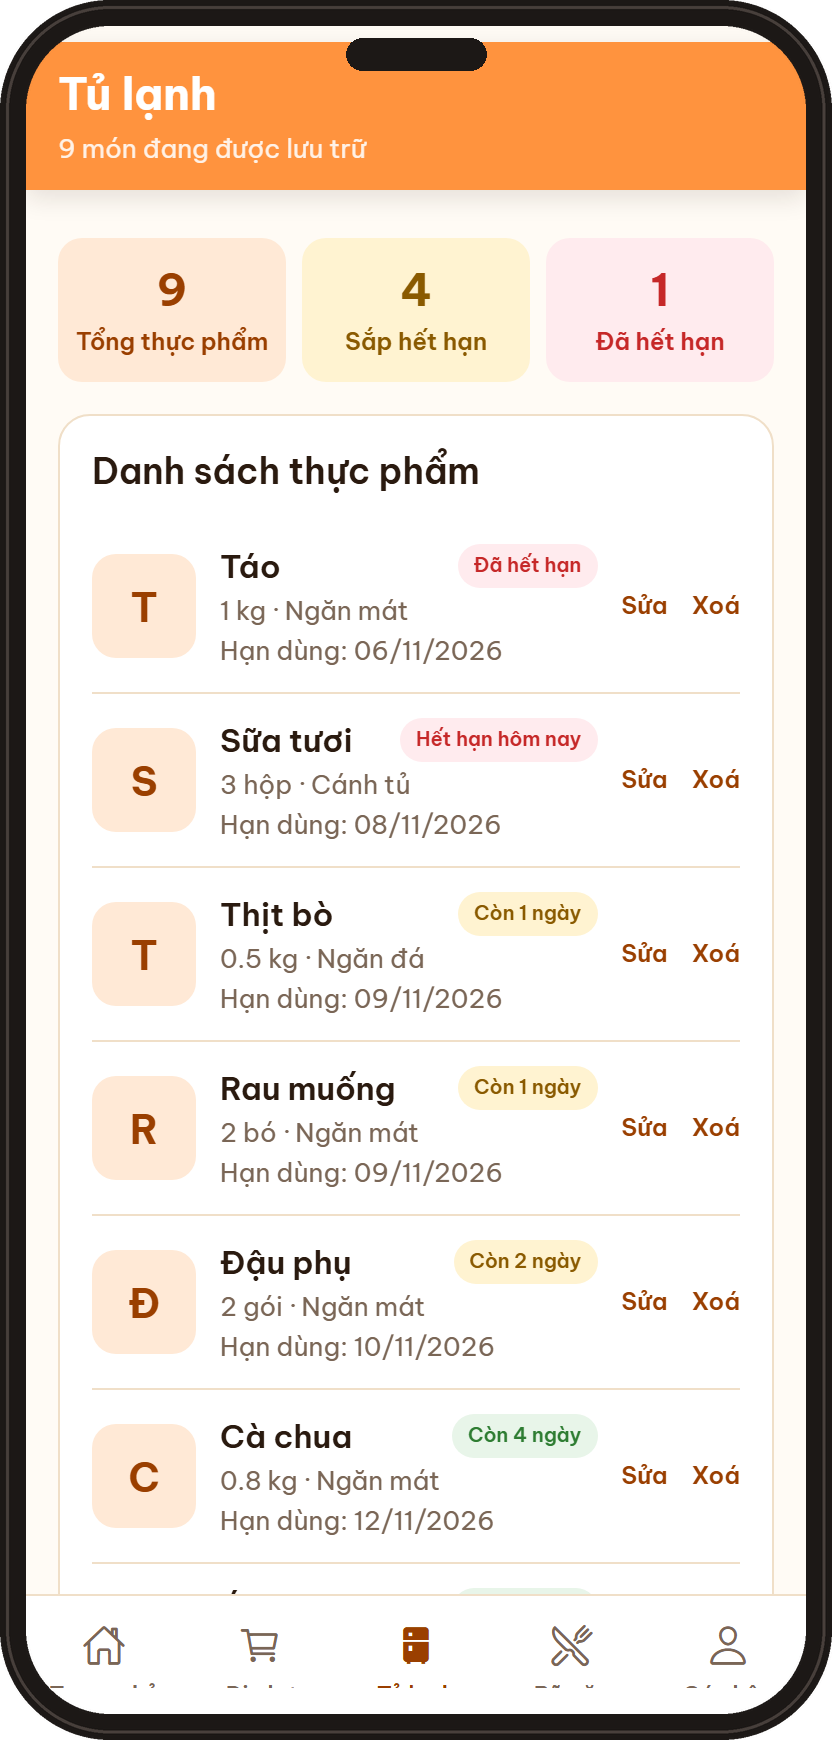 Tủ lạnh
9 món đang được lưu trữ
9
Tổng thực phẩm
4
Sắp hết hạn
1
Đã hết hạn
Danh sách thực phẩm
T
Táo
Đã hết hạn
1 kg · Ngăn mát
Hạn dùng: 06/11/2026
Sửa Xoá
S
Sữa tươi
Hết hạn hôm nay
3 hộp · Cánh tủ
Hạn dùng: 08/11/2026
Sửa Xoá
T
Thịt bò
Còn 1 ngày
0.5 kg · Ngăn đá
Hạn dùng: 09/11/2026
Sửa Xoá
R
Rau muống
Còn 1 ngày
2 bó · Ngăn mát
Hạn dùng: 09/11/2026
Sửa Xoá
Đ
Đậu phụ
Còn 2 ngày
2 gói · Ngăn mát
Hạn dùng: 10/11/2026
Sửa Xoá
C
Cà chua
Còn 4 ngày
0.8 kg · Ngăn mát
Hạn dùng: 12/11/2026
Sửa Xoá